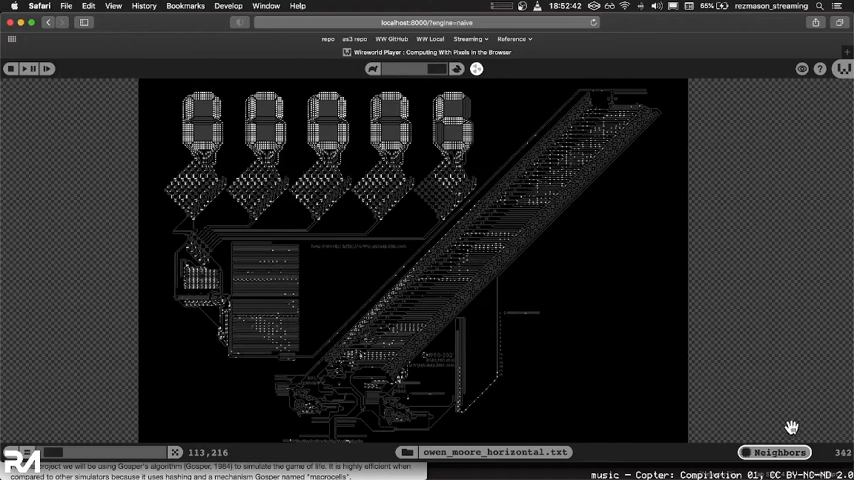 Safari File Edit View History Bookmarks Develop Window Help
65% 18:52:42 rezmason_streaming
localhost:8000/?engine=naive
repo as3 repo WW GitHub WW Local Streaming Reference
Wireworld Player : Computing With Pixels in the Browser
113,216
owen_moore_horizontal.txt
Neighbors
342
project we will be using Gosper's algorithm (Gosper, 1984) to simulate the game of life. It is highly efficient when
compared to other simulators because it uses hashing and a mechanism Gosper named "macrocells".
music - Copter: Compilation 01, CC BY-NC-ND 2.0